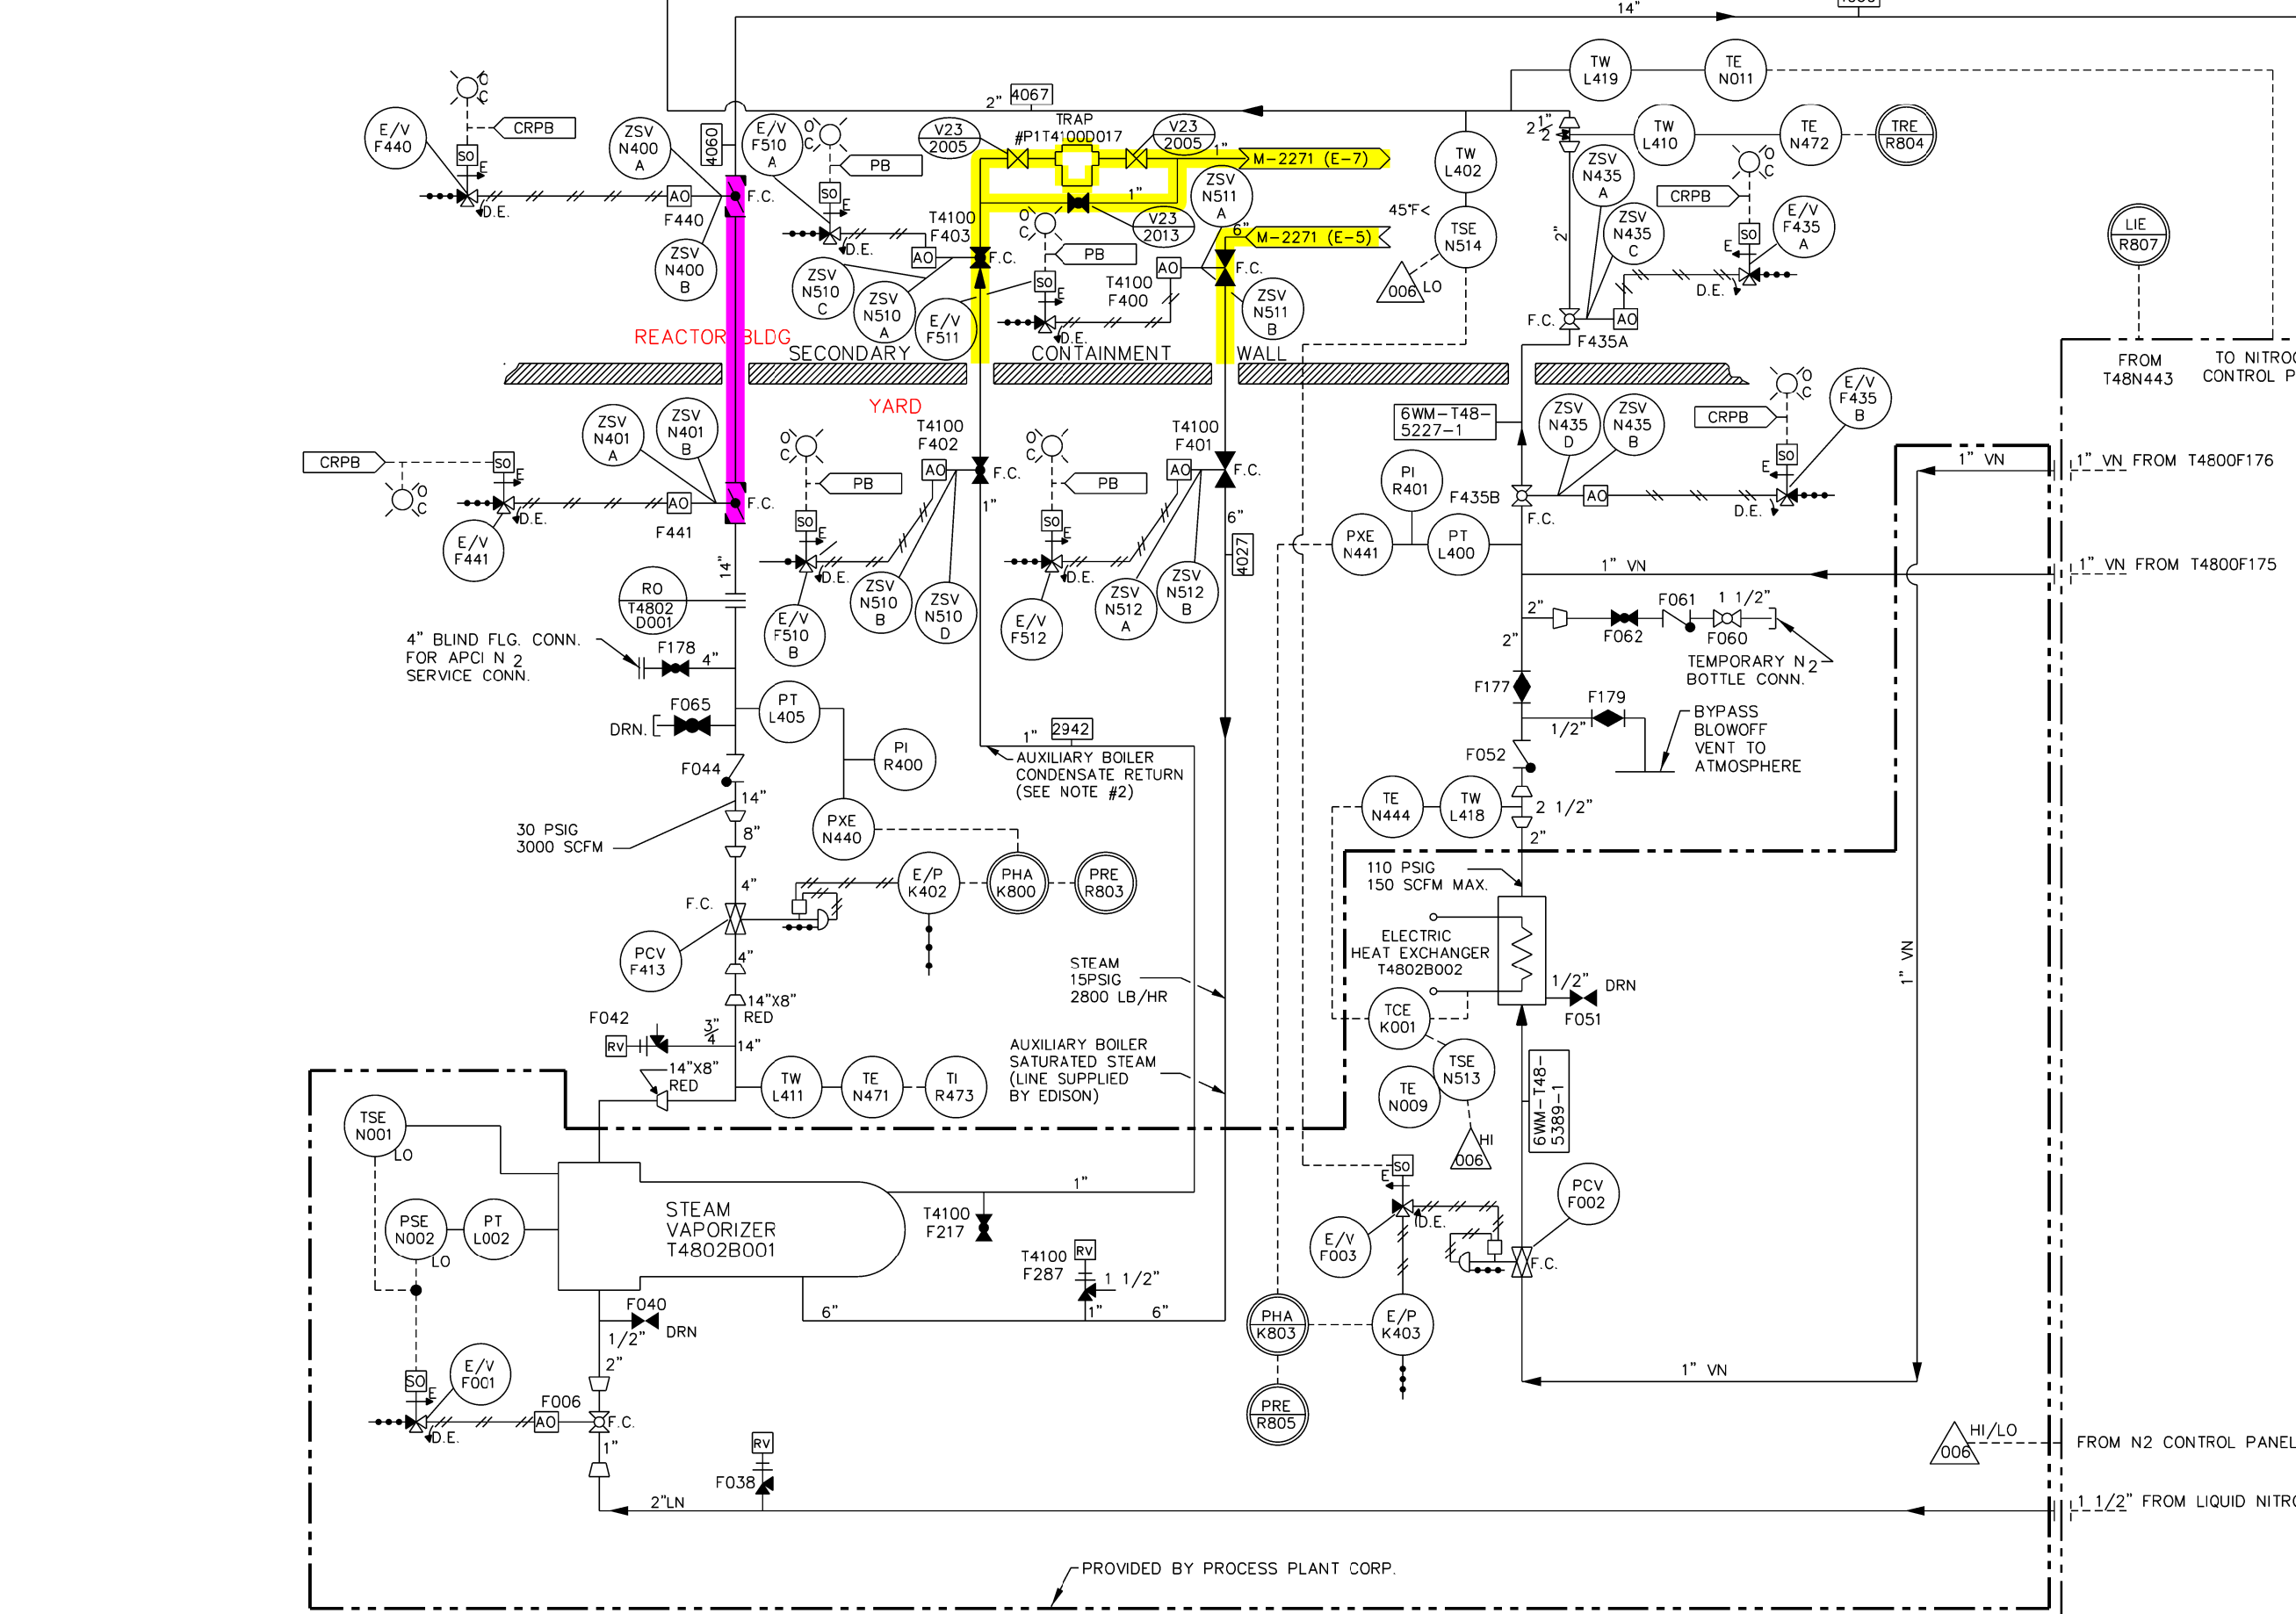 14"
TW
L419
TE
N011
2"
4067
O
C
CRPB
E/V
F440
SO
E
D.E.
AO
F440
F.C.
ZSV
N400
A
ZSV
N400
B
4060
E/V
F510
A
O
C
PB
SO
E
D.E.
AO
T4100
F403
F.C.
ZSV
N510
C
ZSV
N510
A
E/V
F511
V23
2005
TRAP
#P1T4100D017
V23
2005
1"
M-2271 (E-7)
1"
V23
2013
ZSV
N511
A
6"
M-2271 (E-5)
O
C
PB
SO
E
D.E.
AO
T4100
F400
F.C.
ZSV
N511
B
TW
L402
45°F<
TSE
N514
006
LO
2 1"
2
TW
L410
TE
N472
TRE
R804
ZSV
N435
A
ZSV
N435
C
O
C
CRPB
SO
E
E/V
F435
A
D.E.
2"
F.C.
AO
F435A
LIE
R807
FROM
T48N443
REACTOR BLDG
SECONDARY CONTAINMENT WALL
YARD
CRPB
O
C
SO
E
D.E.
E/V
F441
ZSV
N401
A
ZSV
N401
B
AO
F441
F.C.
14"
O
C
PB
SO
E
D.E.
E/V
F510
B
T4100
F402
AO
F.C.
1"
ZSV
N510
B
ZSV
N510
D
O
C
PB
SO
E
D.E.
E/V
F512
T4100
F401
AO
F.C.
6"
4027
ZSV
N512
A
ZSV
N512
B
6WM-T48-
5227-1
ZSV
N435
D
ZSV
N435
B
O
C
CRPB
SO
E
E/V
F435
B
D.E.
F435B
AO
F.C.
PI
R401
PXE
N441
PT
L400
1" VN
1" VN FROM T4800F176
1" VN
1" VN FROM T4800F175
RO
T4802
D001
4" BLIND FLG. CONN.
FOR APCI N 2
SERVICE CONN.
F178
4"
F065
DRN.
PT
L405
PI
R400
PXE
N440
F044
14"
30 PSIG
3000 SCFM
8"
4"
F.C.
PCV
F413
E/P
K402
PHA
K800
PRE
R803
4"
14"X8"
RED
F042
RV
3"
4
14"
14"X8"
RED
TW
L411
TE
N471
TI
R473
1"
2942
AUXILIARY BOILER
CONDENSATE RETURN
(SEE NOTE #2)
STEAM
15PSIG
2800 LB/HR
AUXILIARY BOILER
SATURATED STEAM
(LINE SUPPLIED
BY EDISON)
2"
F062
F061
1 1/2"
F060
TEMPORARY N2
BOTTLE CONN.
2"
F177
F179
1/2"
BYPASS
BLOWOFF
VENT TO
ATMOSPHERE
F052
TE
N444
TW
L418
2 1/2"
2"
110 PSIG
150 SCFM MAX.
ELECTRIC
HEAT EXCHANGER
T4802B002
1/2"
DRN
F051
TCE
K001
TSE
N513
TE
N009
HI
006
6WM-T48-
5389-1
1" VN
TSE
N001
LO
PSE
N002
LO
PT
L002
STEAM
VAPORIZER
T4802B001
1"
T4100
F217
T4100
F287
RV
1 1/2"
6"
1"
6"
F040
1/2"
DRN
2"
SO
E
D.E.
E/V
F001
F006
AO
F.C.
1"
RV
F038
2"LN
SO
E
D.E.
E/V
F003
PCV
F002
F.C.
PHA
K803
E/P
K403
PRE
R805
1" VN
HI/LO
006
FROM N2 CONTROL PANEL
1 1/2" FROM LIQUID
PROVIDED BY PROCESS PLANT CORP.